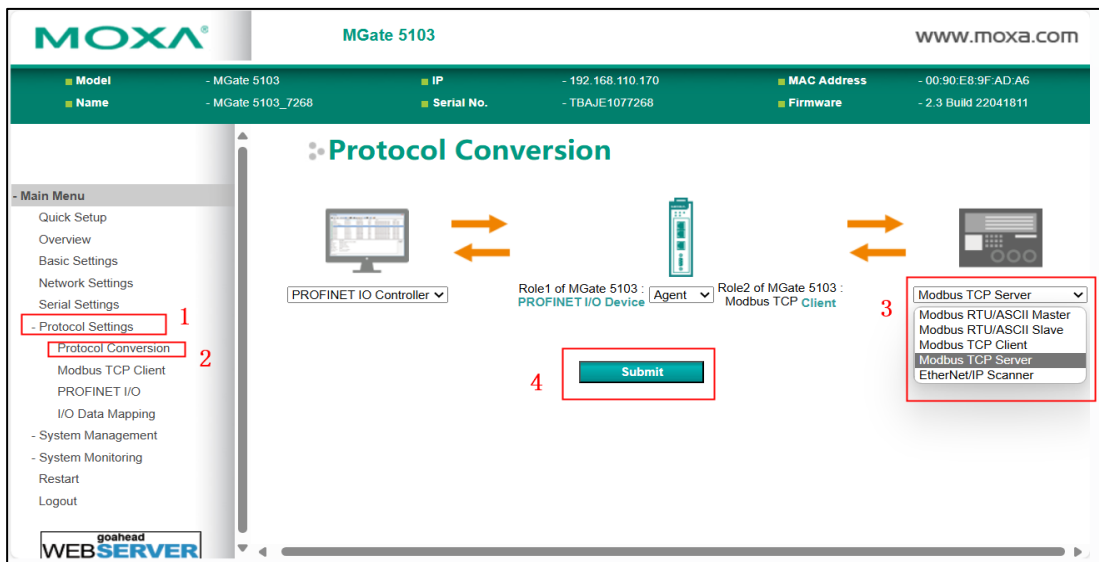 MOXA®
MGate 5103
www.moxa.com
Model - MGate 5103 IP - 192.168.110.170 MAC Address - 00:90:E8:9F:AD:A6
Name - MGate 5103_7268 Serial No. - TBAJE1077268 Firmware - 2.3 Build 22041811
Protocol Conversion
- Main Menu
Quick Setup
Overview
Basic Settings
Network Settings
Serial Settings
- Protocol Settings 1
Protocol Conversion 2
Modbus TCP Client
PROFINET I/O
I/O Data Mapping
- System Management
- System Monitoring
Restart
Logout
goahead
WEBSERVER
PROFINET IO Controller
Role1 of MGate 5103 :
PROFINET I/O Device
Agent
Role2 of MGate 5103 :
Modbus TCP Client
3
Modbus TCP Server
Modbus RTU/ASCII Master
Modbus RTU/ASCII Slave
Modbus TCP Client
Modbus TCP Server
EtherNet/IP Scanner
4 Submit